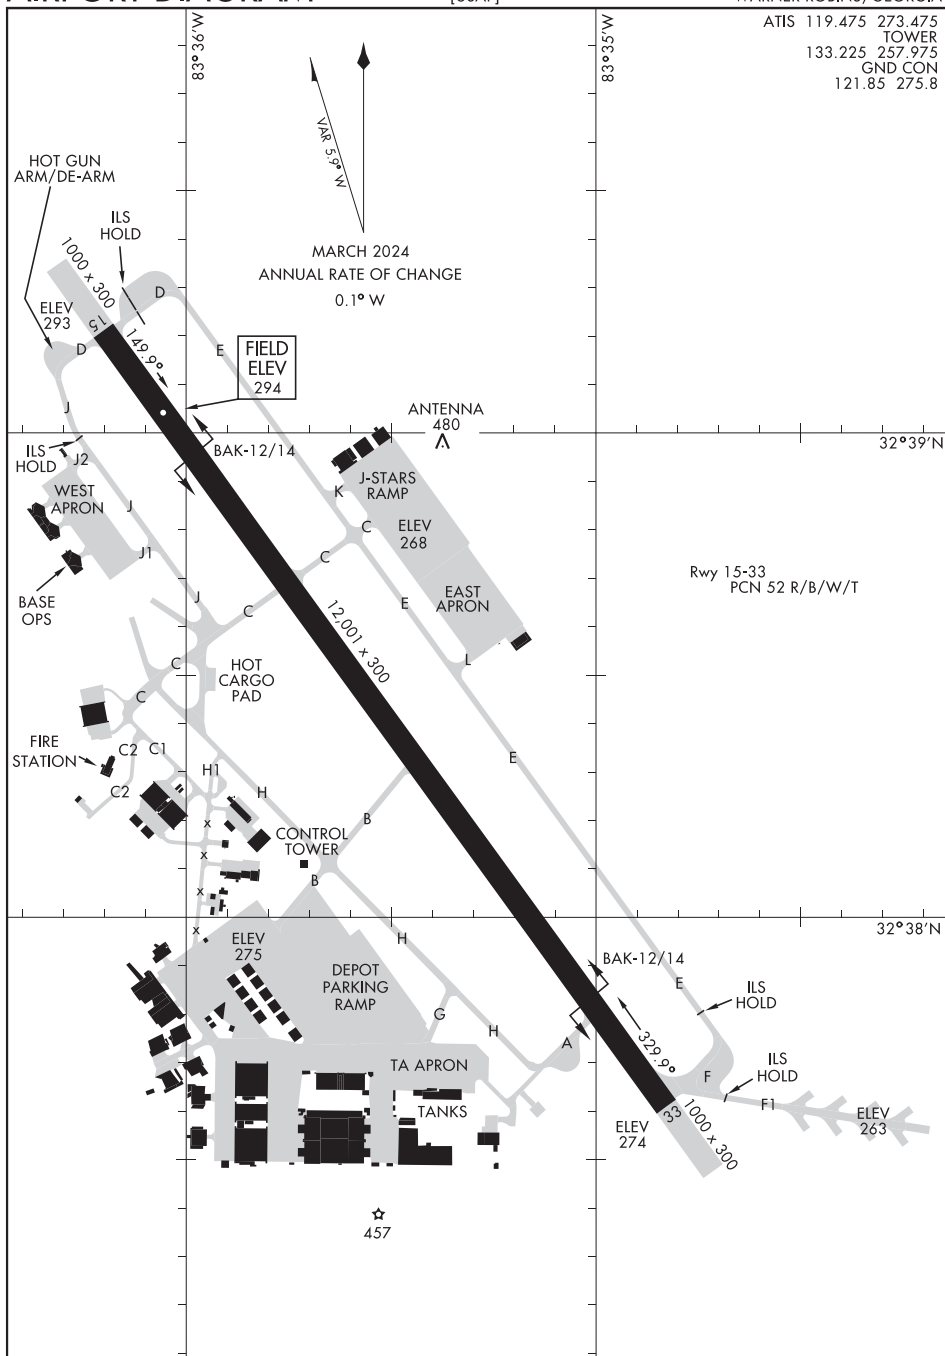 AIRPORT DIAGRAM
[USAF]
WARNER ROBINS, GEORGIA
ATIS 119.475 273.475
TOWER
133.225 257.975
GND CON
121.85 275.8
83°36'W
83°35'W
VAR 5.9° W
MARCH 2024
ANNUAL RATE OF CHANGE
0.1° W
HOT GUN
ARM/DE-ARM
ILS
HOLD
1000 x 300
D
ELEV
293
15
149.9°
D
E
FIELD
ELEV
294
J
ANTENNA
480
32°39'N
BAK-12/14
ILS
HOLD
J2
WEST
APRON
J-STARS
RAMP
K
J
C
ELEV
268
C
J1
Rwy 15-33
PCN 52 R/B/W/T
BASE
OPS
J
C
E
EAST
APRON
12,001 x 300
C
HOT
CARGO
PAD
L
C
FIRE
STATION
C2
C1
E
H1
C2
H
B
x
CONTROL
TOWER
x
B
x
x
32°38'N
ELEV
275
H
DEPOT
PARKING
RAMP
BAK-12/14
E
ILS
HOLD
G
H
A
329.9°
TA APRON
F
ILS
HOLD
TANKS
F1
33
1000 x 300
ELEV
274
ELEV
263
457